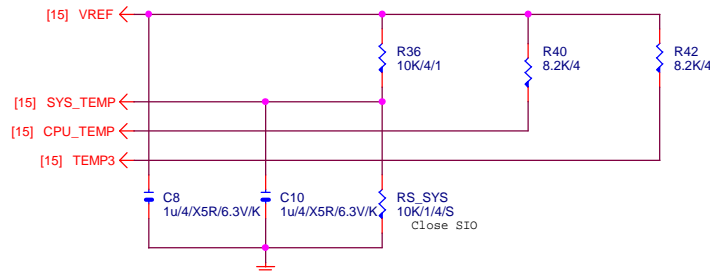 [15] VREF
R36
10K/4/1
R40
8.2K/4
R42
8.2K/4
[15] SYS_TEMP
[15] CPU_TEMP
[15] TEMP3
C8
1u/4/X5R/6.3V/K
C10
1u/4/X5R/6.3V/K
RS_SYS
10K/1/4/S
Close SIO